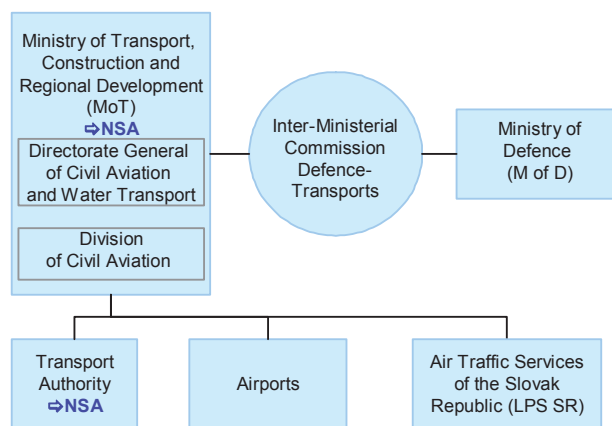 Ministry of Transport,
Construction and
Regional Development
(MoT)
⇨NSA
Directorate General
of Civil Aviation
and Water Transport
Division
of Civil Aviation
Inter-Ministerial
Commission
Defence-
Transports
Ministry of
Defence
(M of D)
Transport
Authority
⇨NSA
Airports
Air Traffic Services
of the Slovak
Republic (LPS SR)